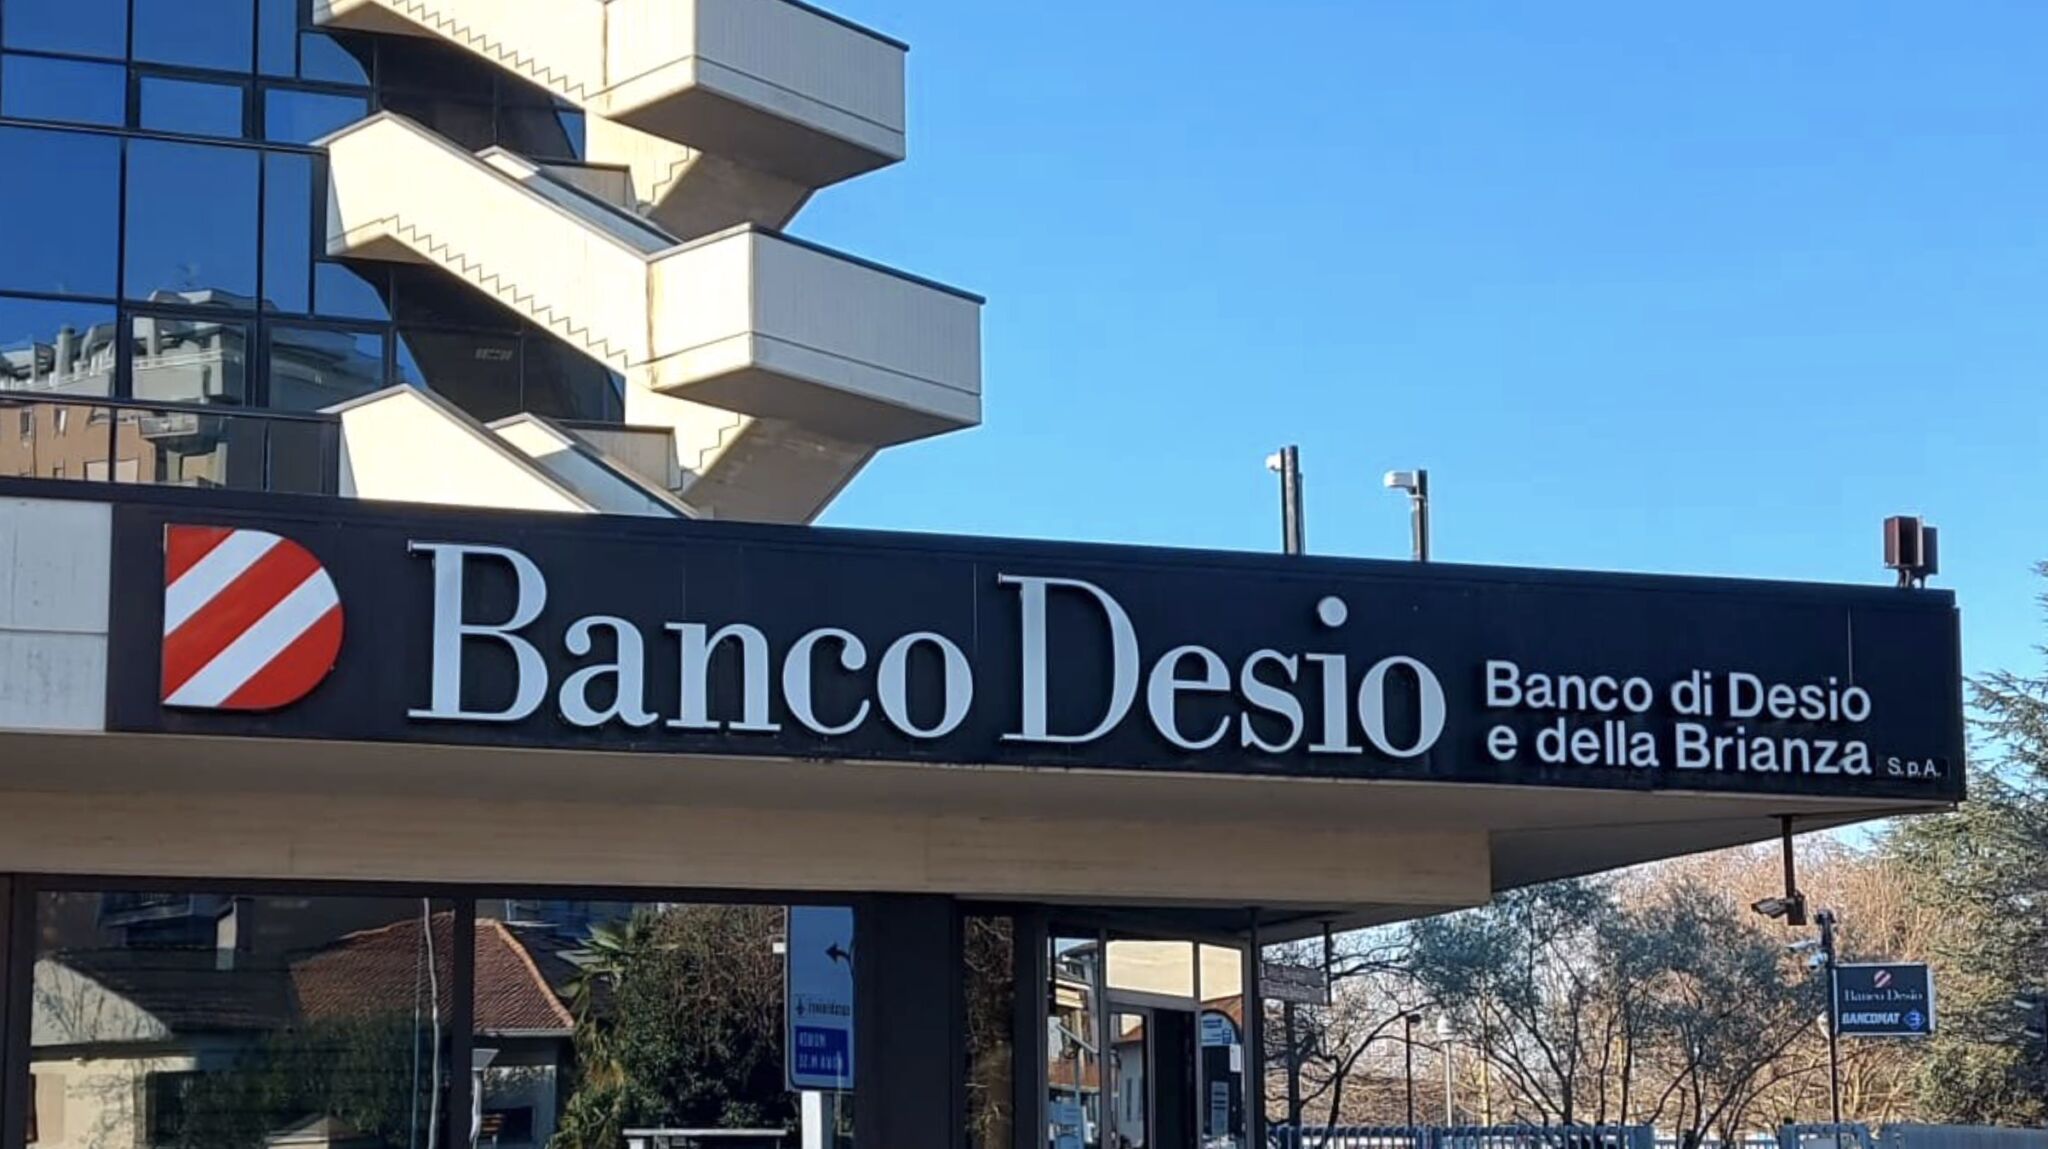 Banco Desio
Banco di Desio
e della Brianza S.p.A.
Banco Desio
BANCOMAT